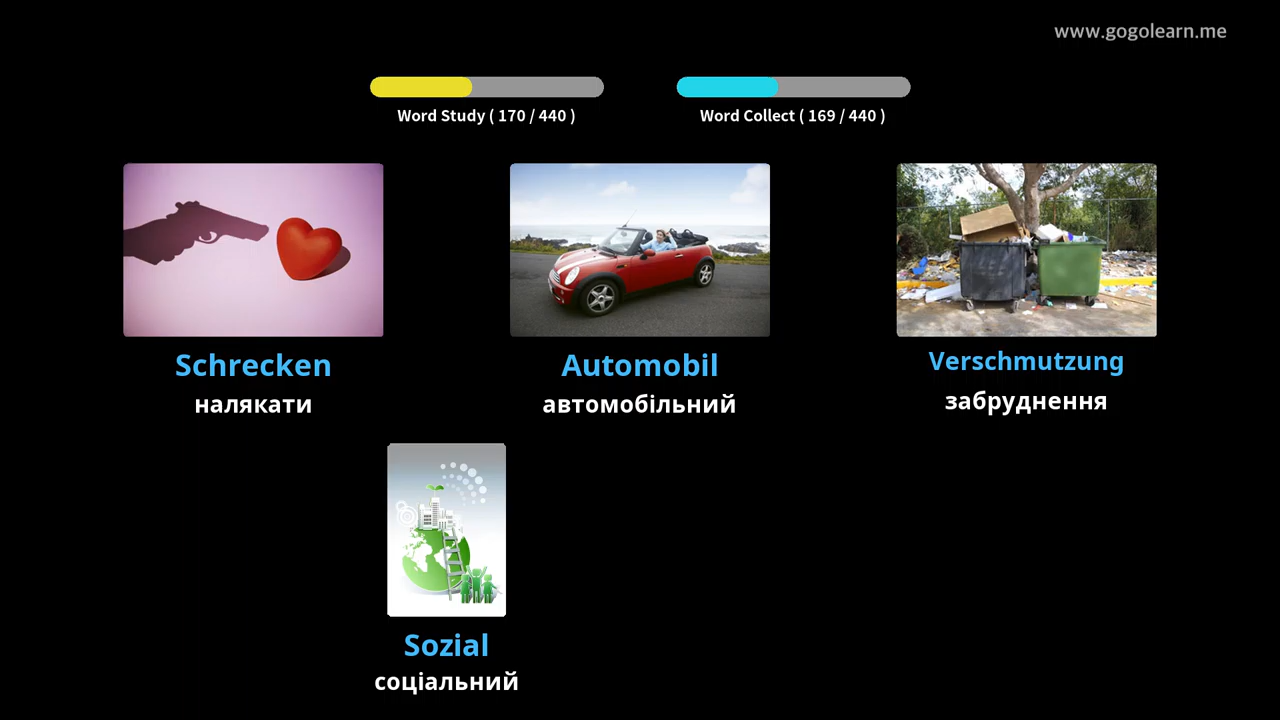 www.gogolearn.me
Word Study ( 170 / 440 )
Word Collect ( 169 / 440 )
Schrecken
налякати
Automobil
автомобільний
Verschmutzung
забруднення
Sozial
соціальний